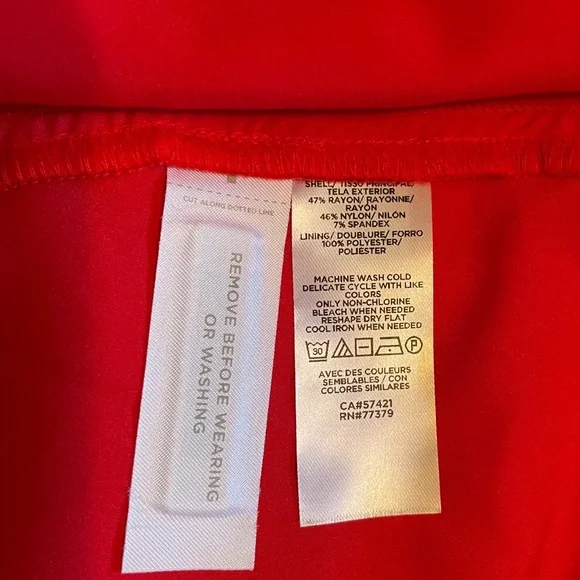 CUT ALONG DOTTED LINE
REMOVE BEFORE WEARING
OR WASHING
SHELL/ TISSO PRINCIPAL/
TELA EXTERIOR
47% RAYON/ RAYONNE/
RAYÓN
46% NYLON/ NILÓN
7% SPANDEX
LINING/ DOUBLURE/ FORRO
100% POLYESTER/
POLIÉSTER
MACHINE WASH COLD
DELICATE CYCLE WITH LIKE
COLORS
ONLY NON-CHLORINE
BLEACH WHEN NEEDED
RESHAPE DRY FLAT
COOL IRON WHEN NEEDED
30 P
AVEC DES COULEURS
SEMBLABLES / CON
COLORES SIMILARES
CA#57421
RN#77379